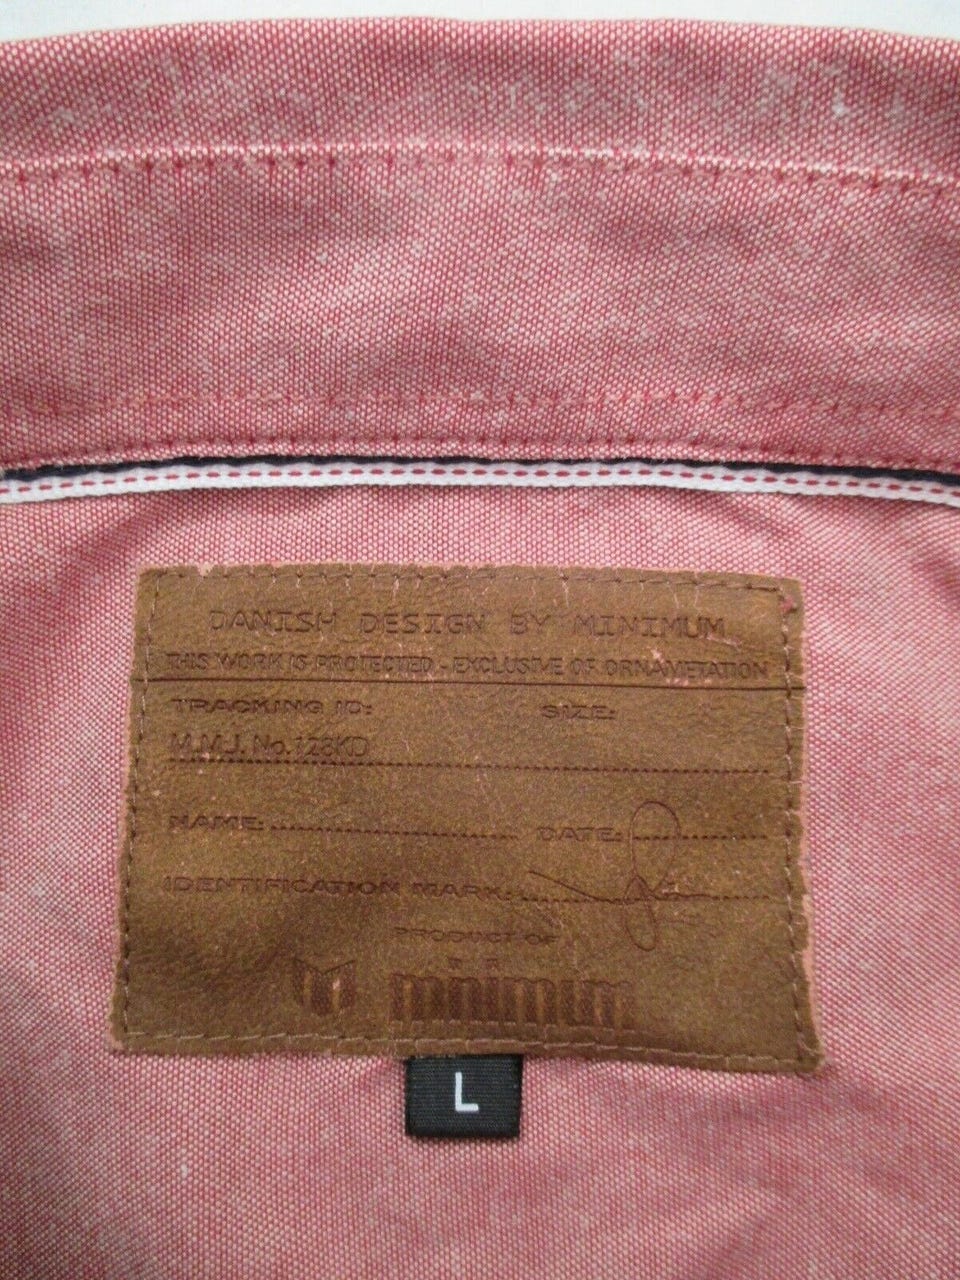 DANISH DESIGN BY MINIMUM
THIS WORK IS PROTECTED - EXCLUSIVE OF ORNAMETATION
TRACKING ID: SIZE:
M.M.J. No. 128KD
NAME: DATE:
IDENTIFICATION MARK:
PRODUCT OF
minimum
L